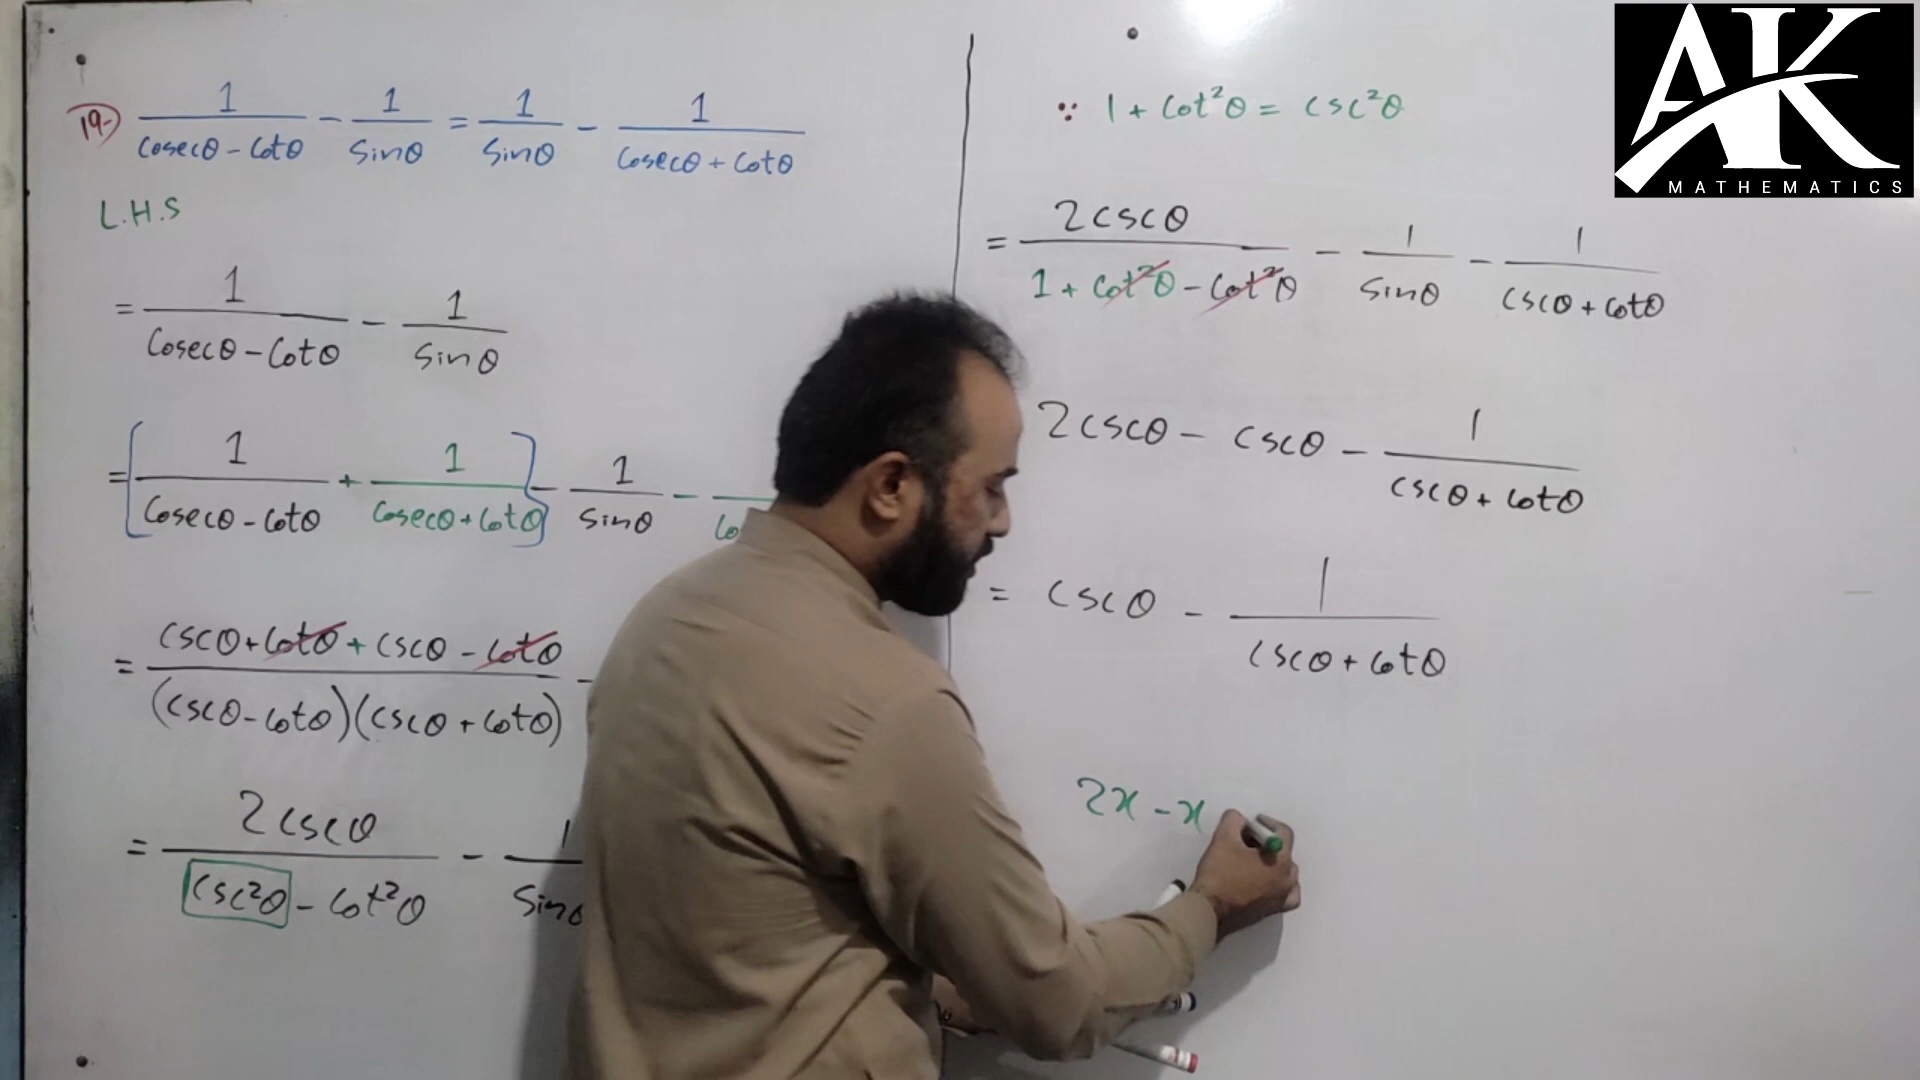 19- 1/(cosecθ - cotθ) - 1/sinθ = 1/sinθ - 1/(cosecθ + cotθ)
L.H.S
= 1/(cosecθ - cotθ) - 1/sinθ
= [1/(cosecθ - cotθ) + 1/(cosecθ + cotθ)] - 1/sinθ -
= (cscθ + cotθ + cscθ - cotθ)/((cscθ - cotθ)(cscθ + cotθ)) -
= 2cscθ/(csc²θ - cot²θ) - 1/sinθ
∵ 1 + cot²θ = csc²θ
= 2cscθ/(1 + cot²θ - cot²θ) - 1/sinθ - 1/(cscθ + cotθ)
2cscθ - cscθ - 1/(cscθ + cotθ)
= cscθ - 1/(cscθ + cotθ)
2x - x
AK
MATHEMATICS